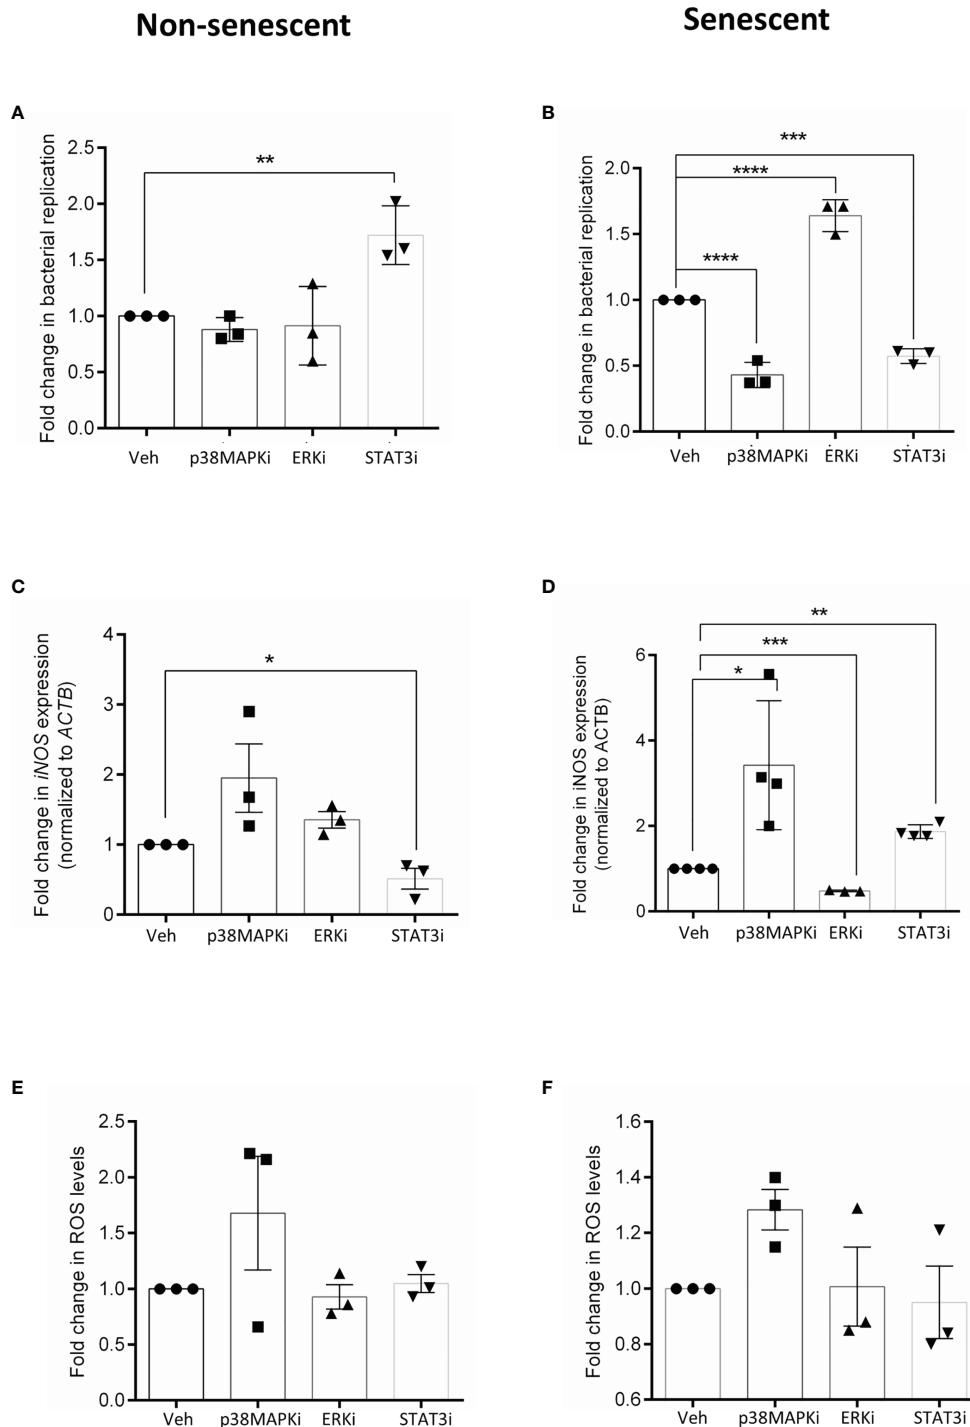 Non-senescent
Senescent
A
Fold change in bacterial replication
2.5
2.0
1.5
1.0
0.5
0.0
**
Veh p38MAPKi ERKi STAT3i
B
Fold change in bacterial replication
2.0
1.5
1.0
0.5
0.0
***
****
****
Veh p38MAPKi ERKi STAT3i
C
Fold change in iNOS expression
(normalized to ACTB)
4
3
2
1
0
*
Veh p38MAPKi ERKi STAT3i
D
Fold change in iNOS expression
(normalized to ACTB)
6
4
2
0
**
***
*
Veh p38MAPKi ERKi STAT3i
E
Fold change in ROS levels
2.5
2.0
1.5
1.0
0.5
0.0
Veh p38MAPKi ERKi STAT3i
F
Fold change in ROS levels
1.6
1.4
1.2
1.0
0.8
0.6
Veh p38MAPKi ERKi STAT3i